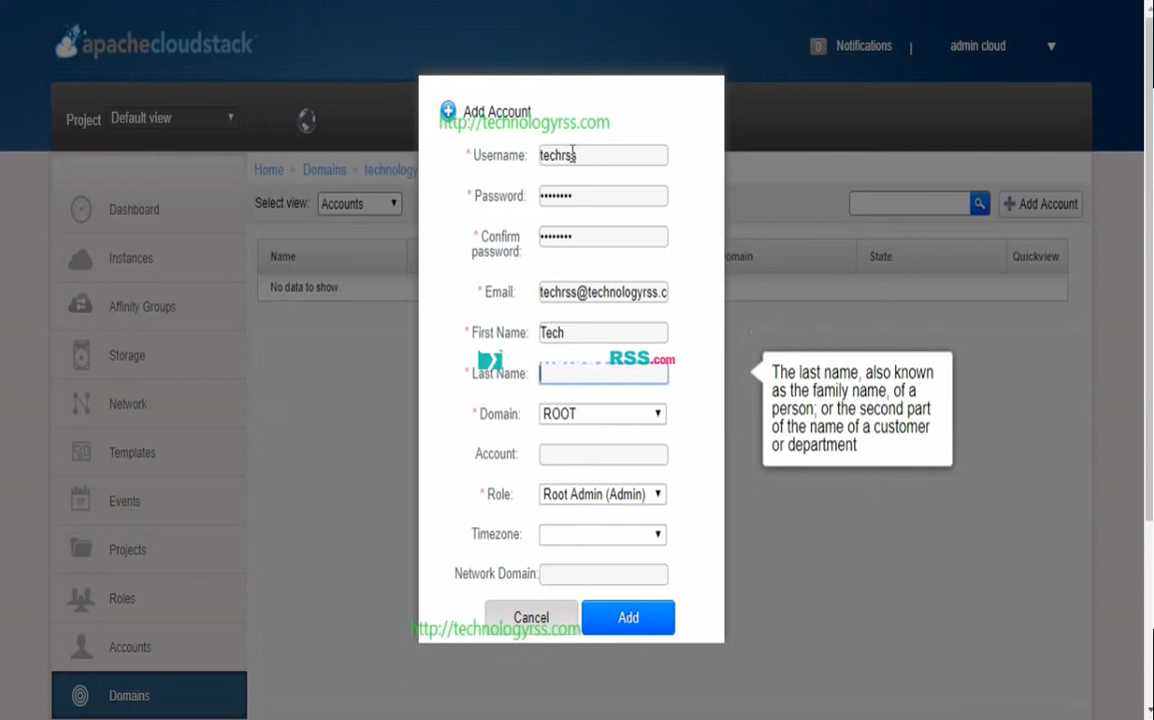 apachecloudstack
0 Notifications | admin cloud
Project Default view
Add Account
http://technologyrss.com
* Username: techrss
* Password: ••••••••
* Confirm password: ••••••••
* Email: techrss@technologyrss.c
* First Name: Tech
RSS.com
* Last Name:
* Domain: ROOT
Account:
* Role: Root Admin (Admin)
Timezone:
Network Domain:
Cancel Add
http://technologyrss.com
Home > Domains > technology
Select view: Accounts
Add Account
Name
omain
State
Quickview
No data to show
Dashboard
Instances
Affinity Groups
Storage
Network
Templates
Events
Projects
Roles
Accounts
Domains
The last name, also known
as the family name, of a
person; or the second part
of the name of a customer
or department